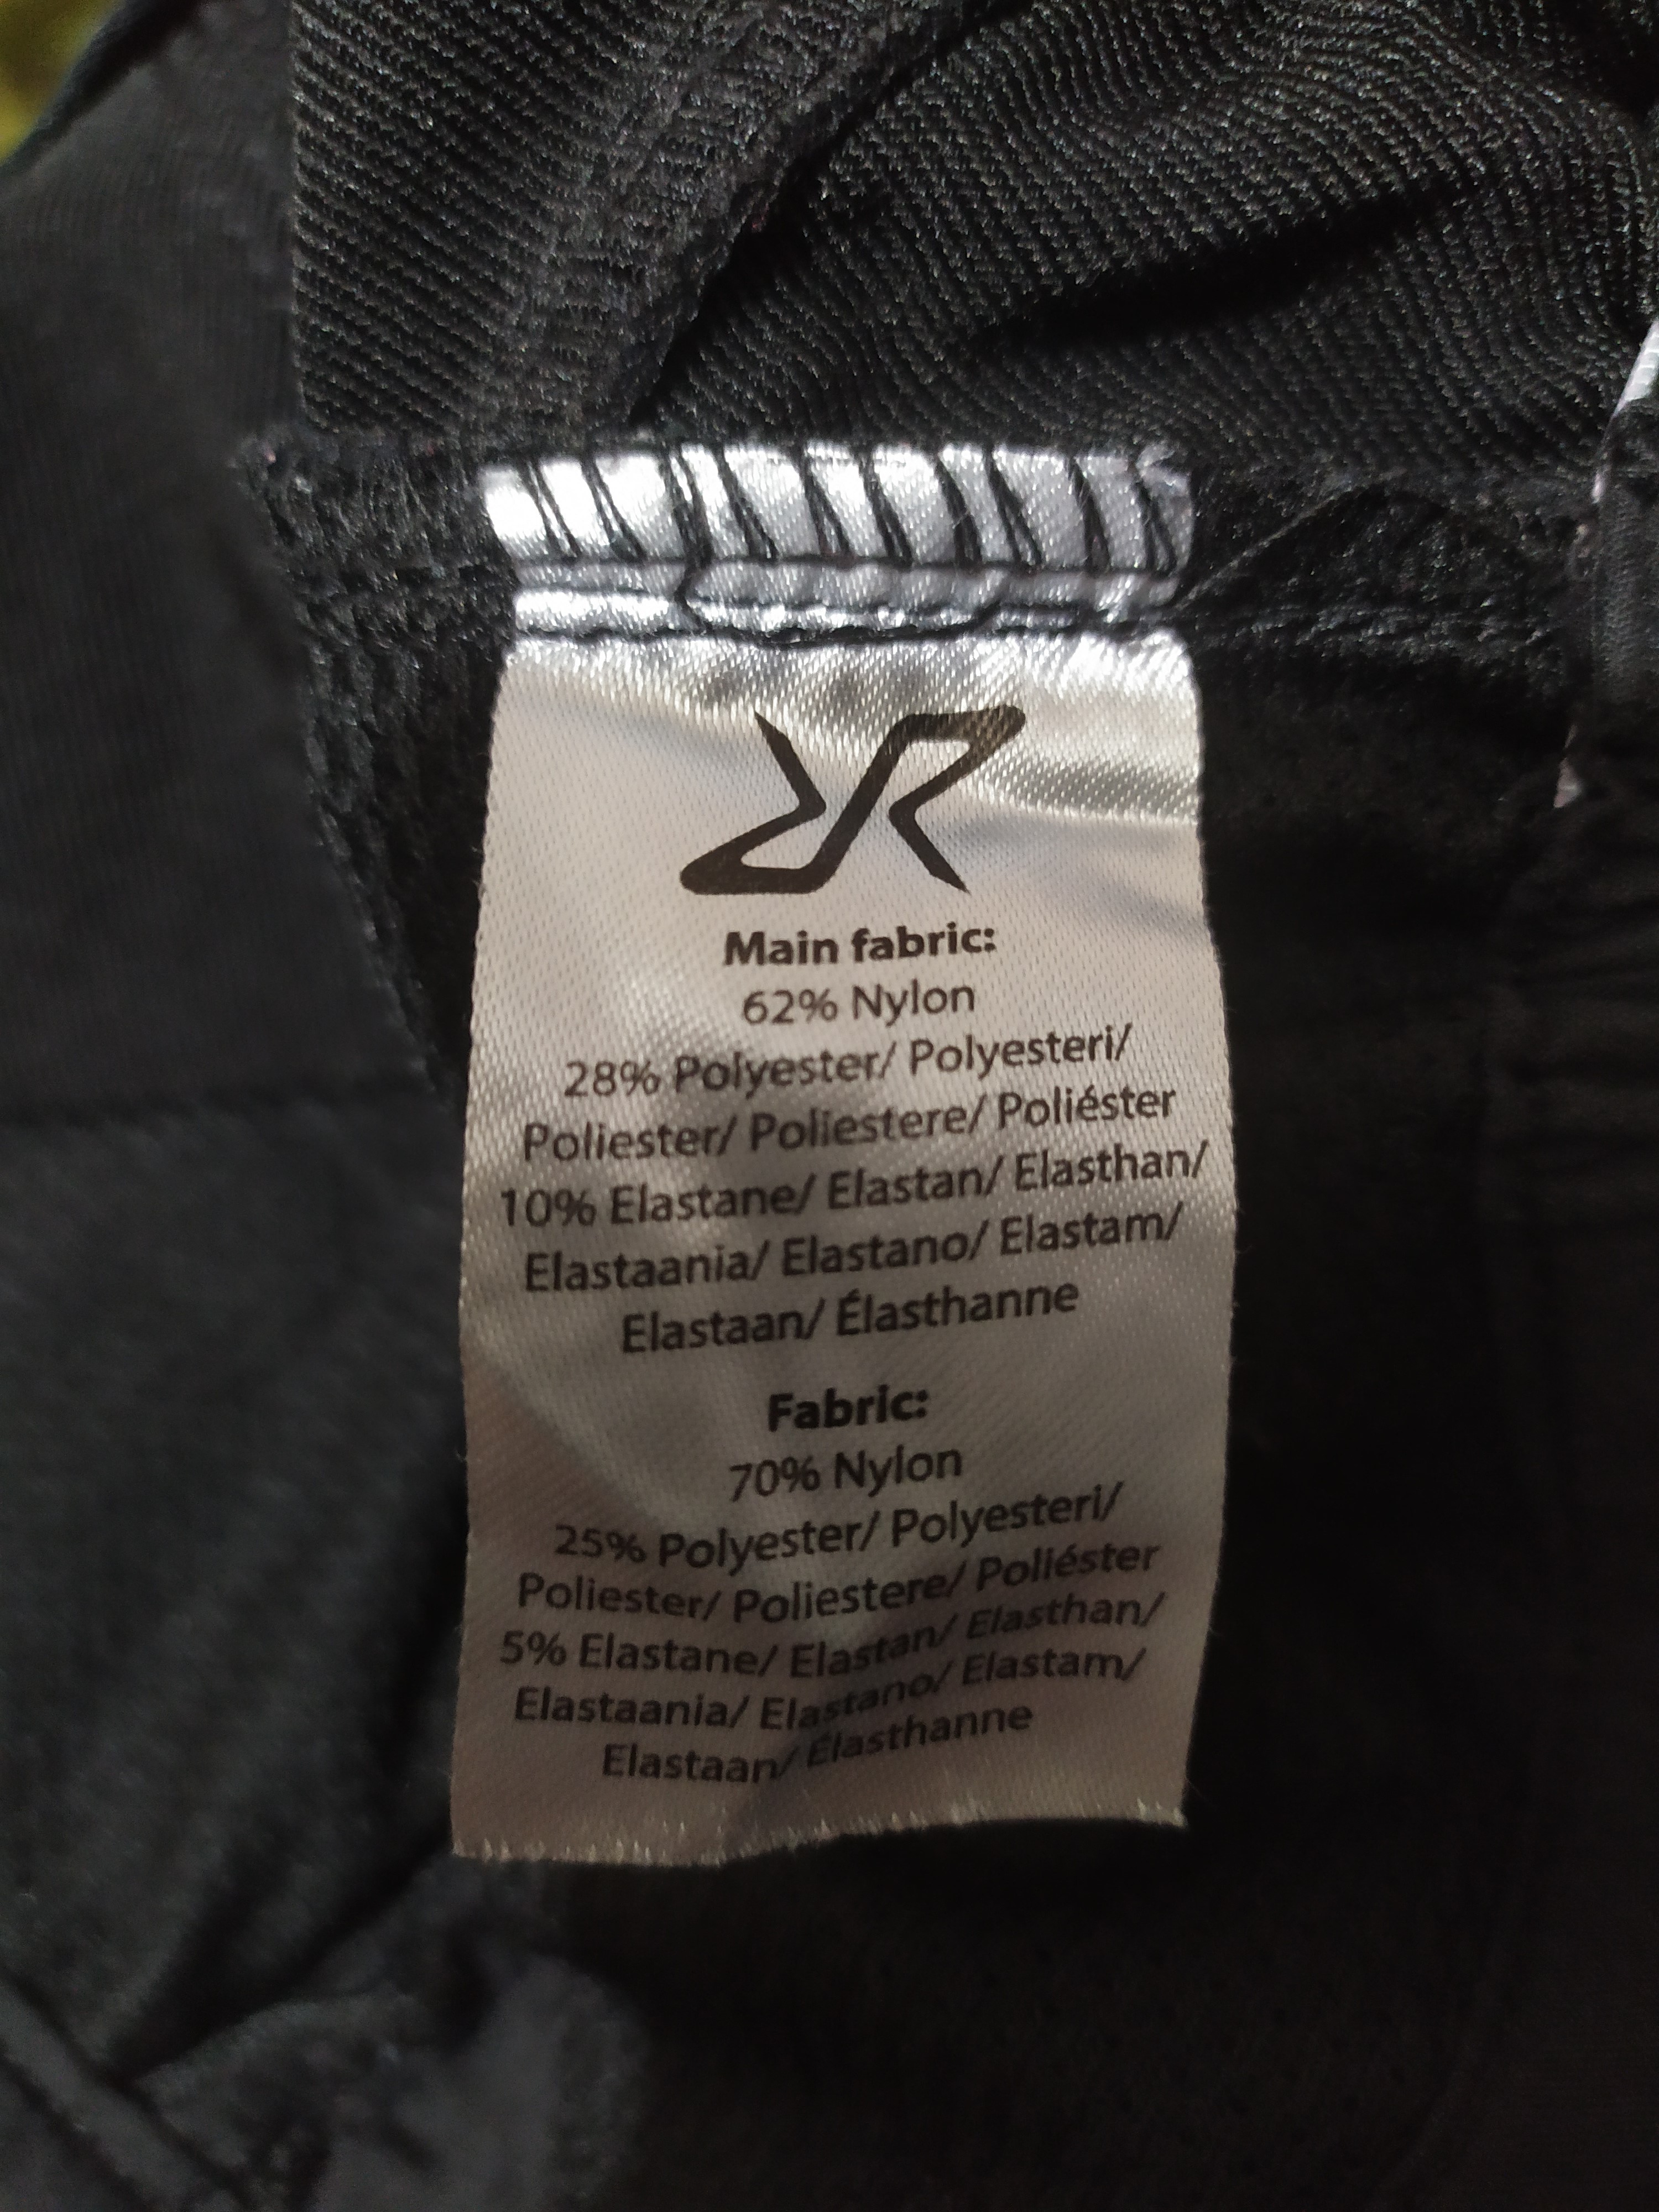 Main fabric:
62% Nylon
28% Polyester/ Polyesteri/
Poliester/ Poliestere/ Poliéster
10% Elastane/ Elastan/ Elasthan/
Elastaania/ Elastano/ Elastam/
Elastaan/ Élasthanne
Fabric:
70% Nylon
25% Polyester/ Polyesteri/
Poliester/ Poliestere/ Poliéster
5% Elastane/ Elastan/ Elasthan/
Elastaania/ Elastano/ Elastam/
Elastaan/ Élasthanne